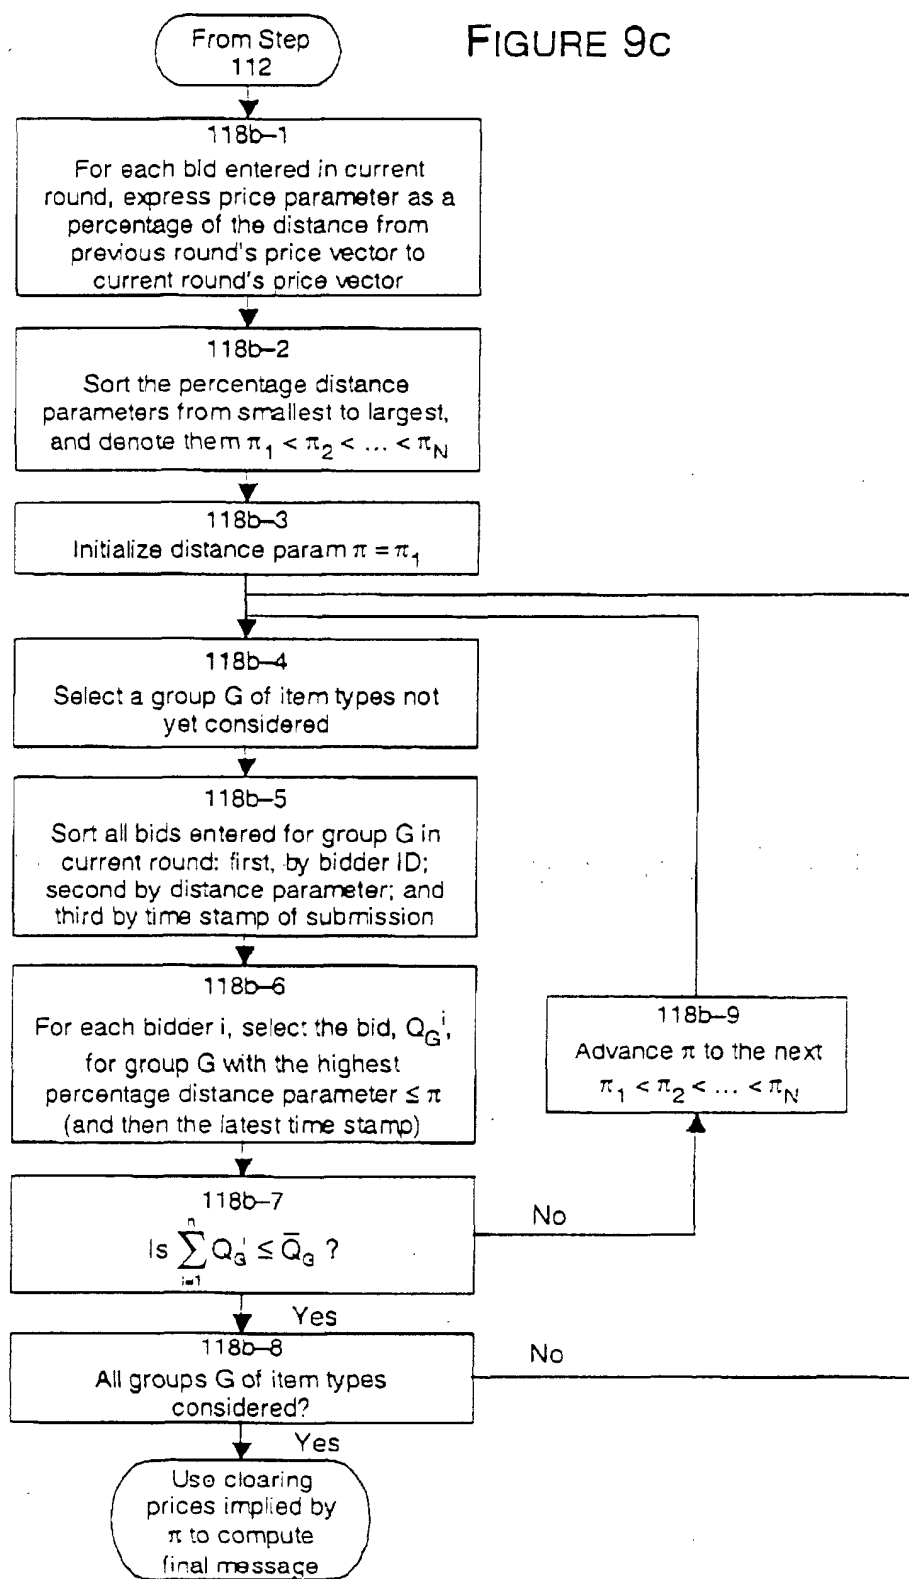 FIGURE 9c
From Step
112
118b–1
For each bid entered in current
round, express price parameter as a
percentage of the distance from
previous round's price vector to
current round's price vector
118b–2
Sort the percentage distance
parameters from smallest to largest,
and denote them π₁ < π₂ < ... < π_N
118b–3
Initialize distance param π = π₁
118b–4
Select a group G of item types not
yet considered
118b–5
Sort all bids entered for group G in
current round: first, by bidder ID;
second by distance parameter; and
third by time stamp of submission
118b–6
For each bidder i, select the bid, Q_G^i,
for group G with the highest
percentage distance parameter ≤ π
(and then the latest time stamp)
118b–9
Advance π to the next
π₁ < π₂ < ... < π_N
118b–7
Is ∑_{i=1}^n Q_G^i ≤ Q̄_G ?
No
Yes
118b–8
All groups G of item types
considered?
No
Yes
Use clearing
prices implied by
π to compute
final message